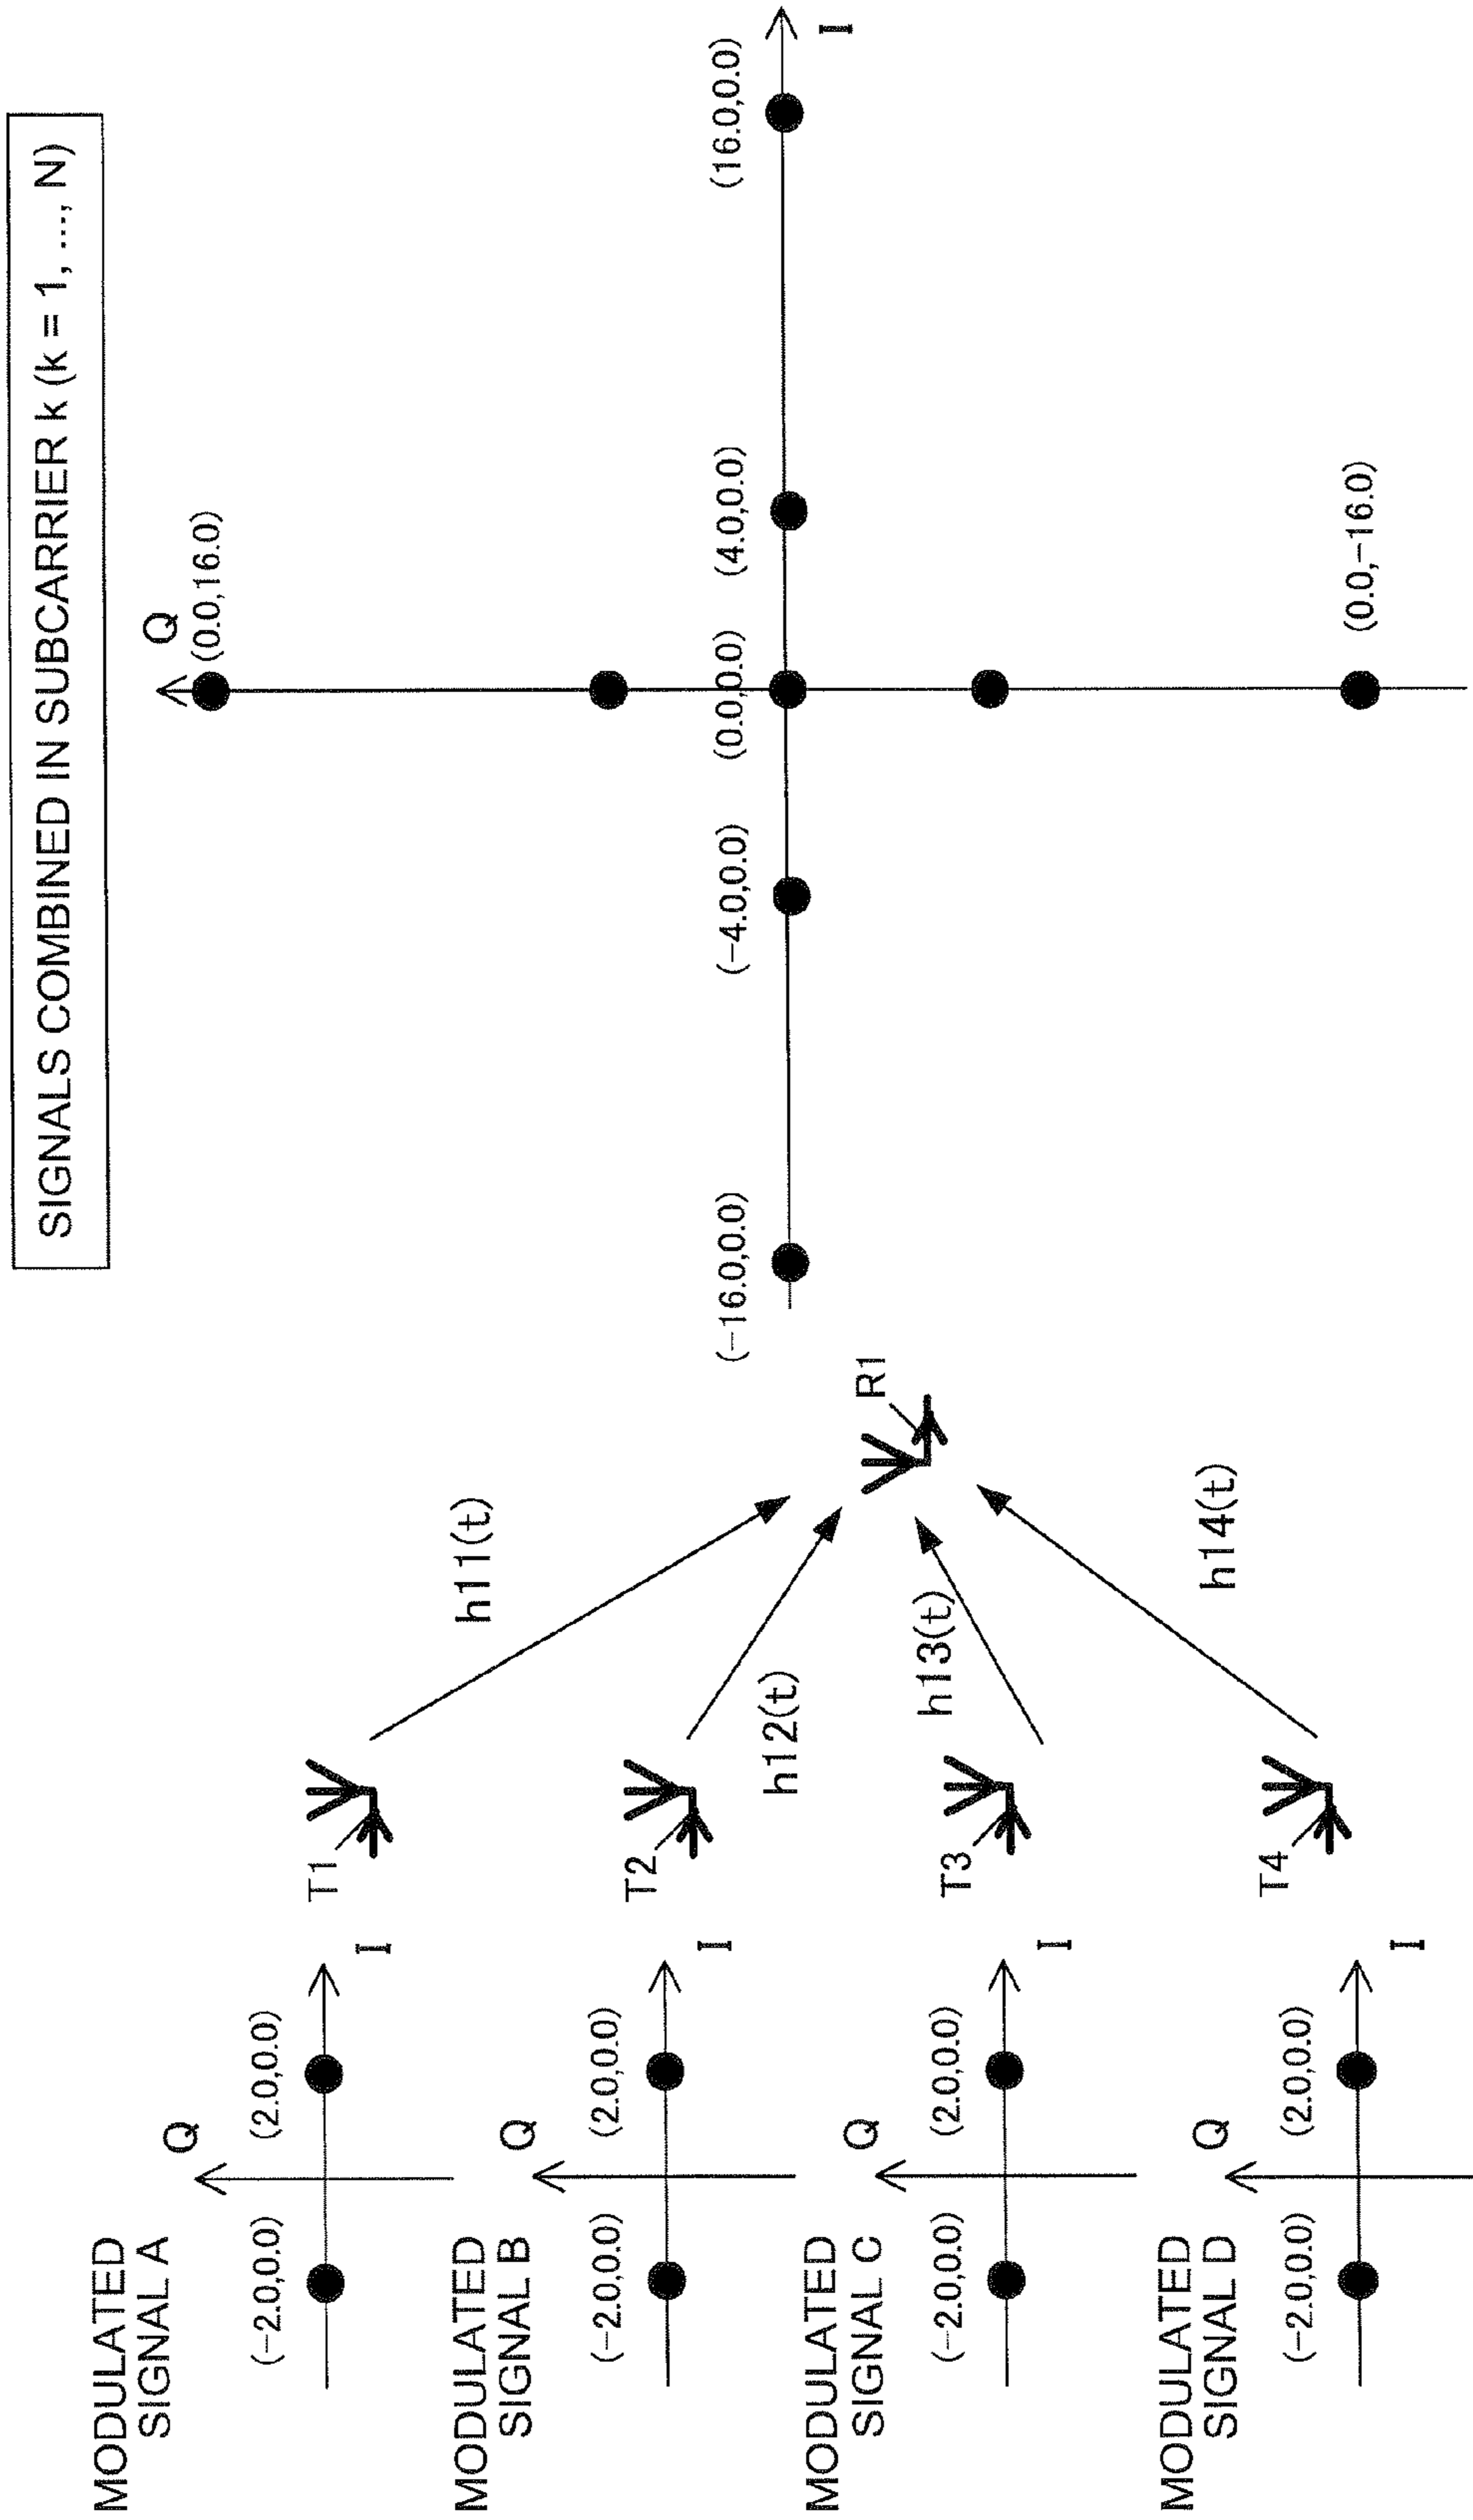 SIGNALS COMBINED IN SUBCARRIER k (k = 1, ..., N)
MODULATED
SIGNAL A
Q
(-2.0,0.0)
(2.0,0.0)
I
T1
h11(t)
MODULATED
SIGNAL B
Q
(-2.0,0.0)
(2.0,0.0)
I
T2
h12(t)
MODULATED
SIGNAL C
Q
(-2.0,0.0)
(2.0,0.0)
I
T3
h13(t)
MODULATED
SIGNAL D
Q
(-2.0,0.0)
(2.0,0.0)
I
T4
h14(t)
R1
Q
(0.0,16.0)
(-16.0,0.0)
(-4.0,0.0)
(0.0,0.0)
(4.0,0.0)
(16.0,0.0)
I
(0.0,-16.0)